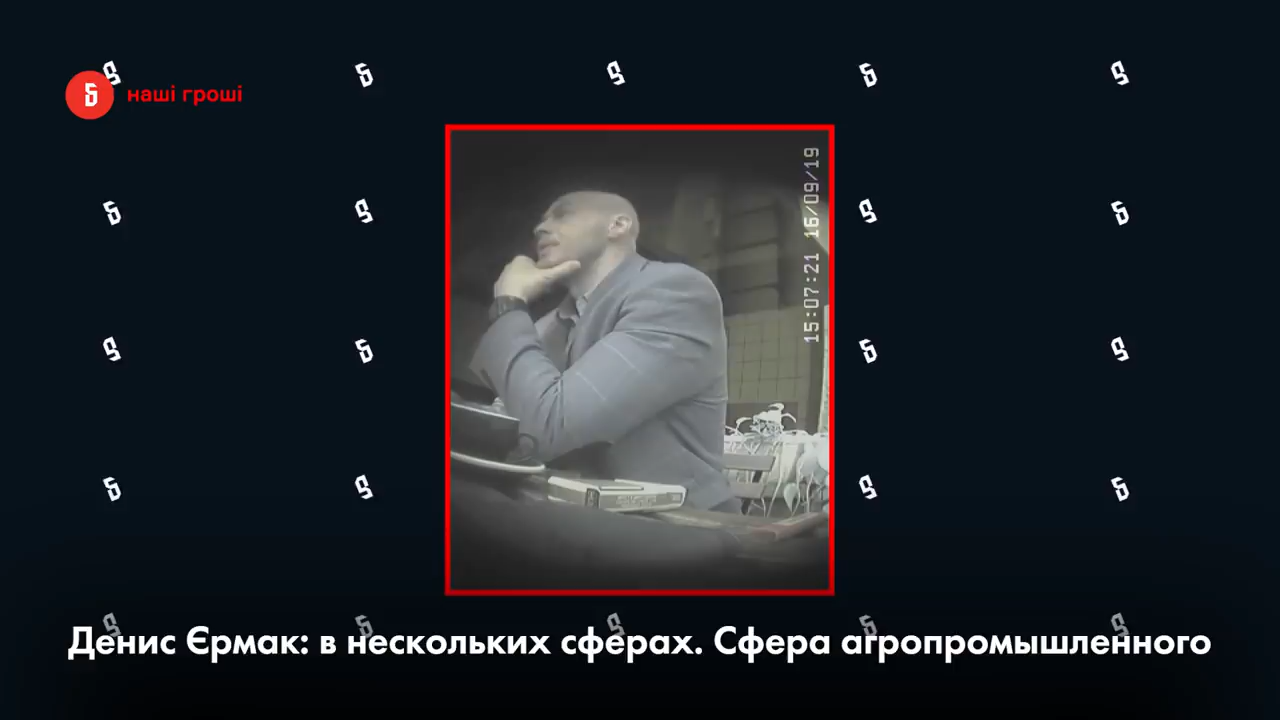 наші гроші
15:07:21 16/09/19
Денис Єрмак: в нескольких сферах. Сфера агропромышленного